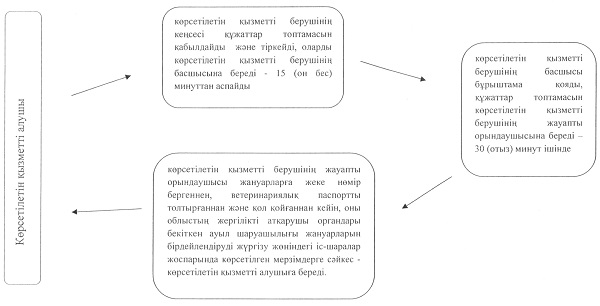 Көрсетілетін қызметті алушы
көрсетілетін қызметті берушінің
кеңсесі құжаттар топтамасын
қабылдайды және тіркейді, оларды
көрсетілетін қызметті берушінің
басшысына береді - 15 (он бес)
минуттан аспайды
көрсетілетін қызметті
берушінің басшысы
бұрыштама қояды,
құжаттар топтамасын
көрсетілетін қызметті
берушінің жауапты
орындаушысына береді –
30 (отыз) минут ішінде
көрсетілетін қызметті берушінің жауапты
орындаушысы жануарларға жеке нөмір
бергеннен, ветеринариялық паспортты
толтырғаннан және қол қойғаннан кейін, оны
облыстың жергілікті атқарушы органдары
бекіткен ауыл шаруашылығы жануарларын
бірдейлендіруді жүргізу жөніндегі іс-шаралар
жоспарында көрсетілген мерзімдерге сәйкес -
көрсетілетін қызметті алушыға береді.